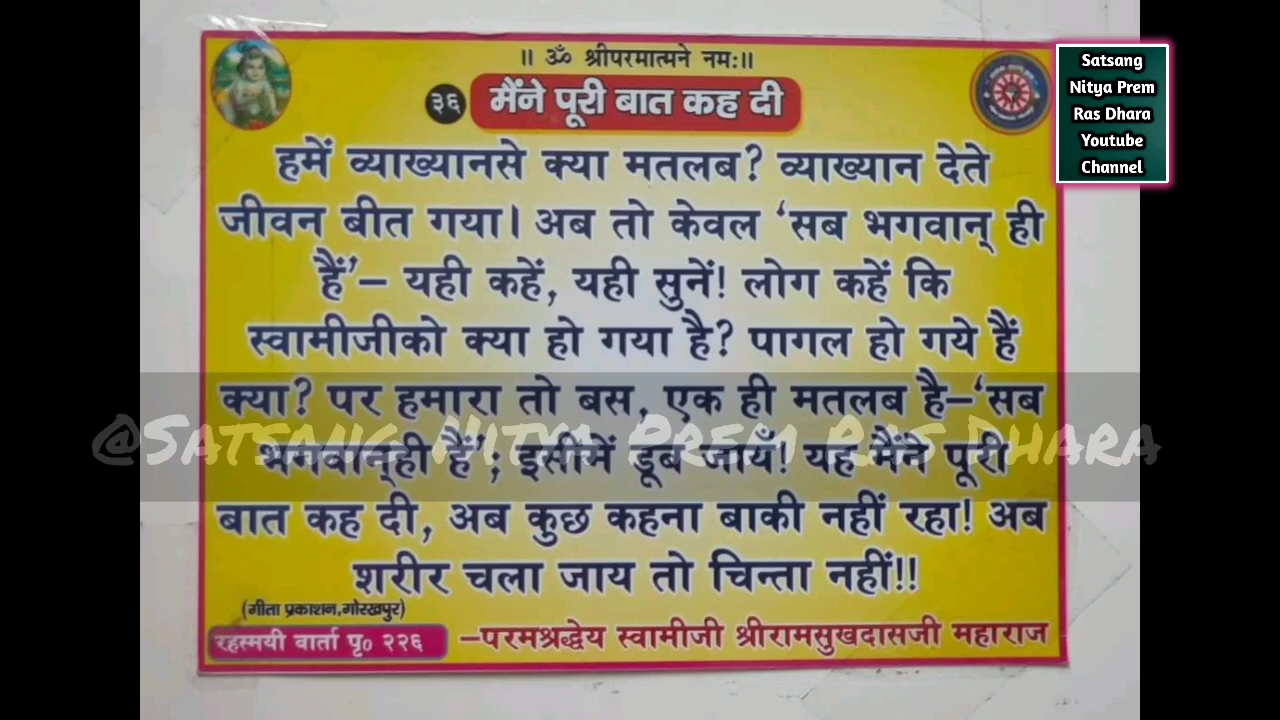 ॥ ॐ श्रीपरमात्मने नमः॥
३६ मैंने पूरी बात कह दी
Satsang
Nitya Prem
Ras Dhara
Youtube
Channel
हमें व्याख्यानसे क्या मतलब? व्याख्यान देते
जीवन बीत गया। अब तो केवल ‘सब भगवान् ही
हैं’– यही कहें, यही सुनें! लोग कहें कि
स्वामीजीको क्या हो गया है? पागल हो गये हैं
क्या? पर हमारा तो बस, एक ही मतलब है–‘सब
@Satsang Nitya Prem Ras Dhara
भगवान्‌ही हैं’; इसीमें डूब जायँ! यह मैंने पूरी
बात कह दी, अब कुछ कहना बाकी नहीं रहा! अब
शरीर चला जाय तो चिन्ता नहीं!!
(गीता प्रकाशन,गोरखपुर)
रहस्मयी वार्ता पृ० २२६
–परमश्रद्धेय स्वामीजी श्रीरामसुखदासजी महाराज